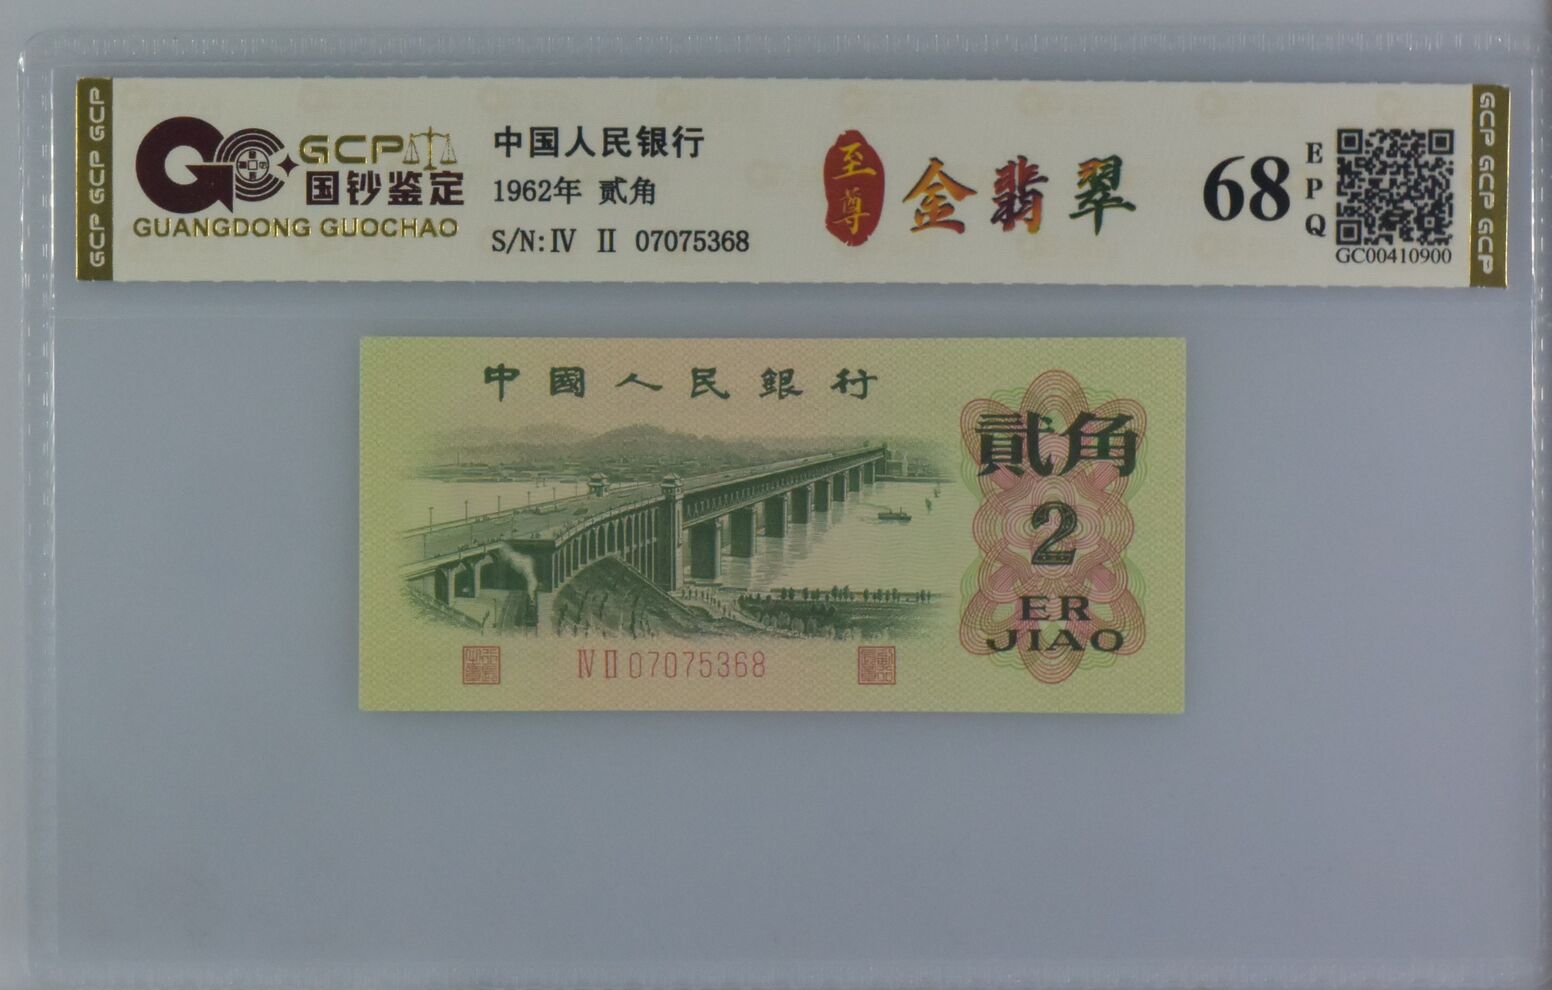 GCP GCP GCP
GCP
国钞鉴定
GUANGDONG GUOCHAO
中国人民银行
1962年 贰角
S/N:Ⅳ Ⅱ 07075368
至尊
金翡翠
68
EPQ
GC00410900
GCP GCP GCP
中國人民銀行
貳角
2
ER
JIAO
Ⅳ Ⅱ 07075368